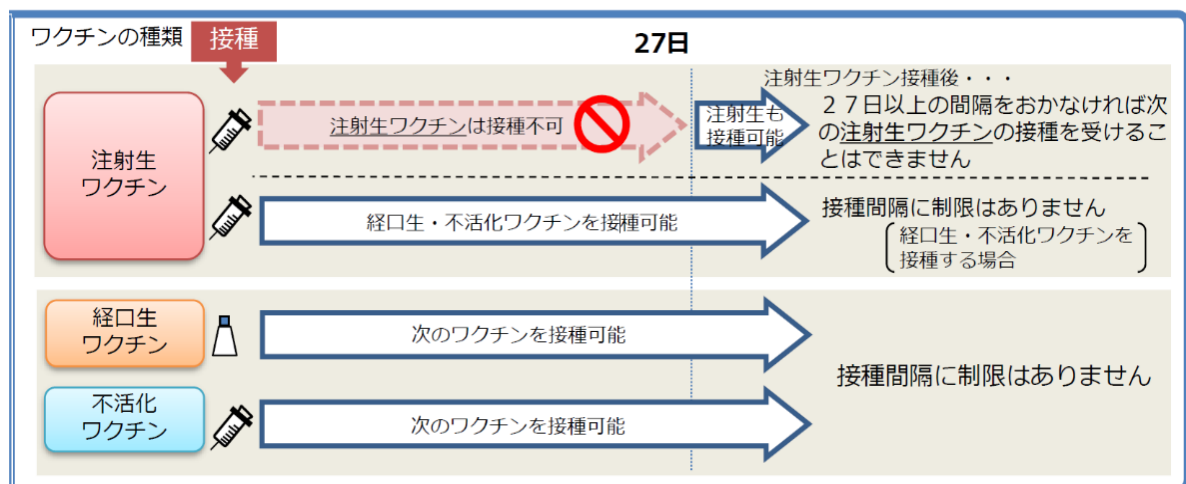 ワクチンの種類
接種
27日
注射生
ワクチン
注射生ワクチンは接種不可
注射生も
接種可能
注射生ワクチン接種後・・・
２７日以上の間隔をおかなければ次
の注射生ワクチンの接種を受けるこ
とはできません
経口生・不活化ワクチンを接種可能
接種間隔に制限はありません
経口生・不活化ワクチンを
接種する場合
経口生
ワクチン
次のワクチンを接種可能
接種間隔に制限はありません
不活化
ワクチン
次のワクチンを接種可能